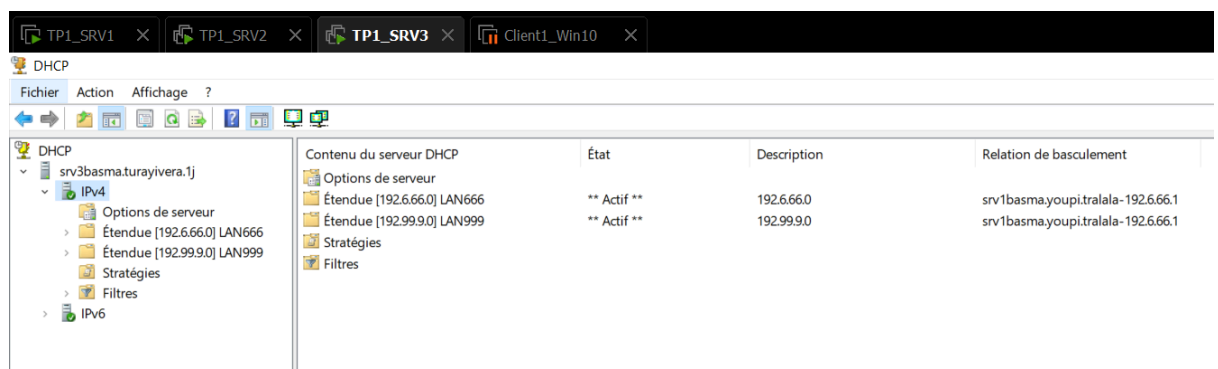 TP1_SRV1 TP1_SRV2 TP1_SRV3 Client1_Win10
DHCP
Fichier Action Affichage ?
DHCP
srv3basma.turayivera.1j
IPv4
Options de serveur
Étendue [192.6.66.0] LAN666
Étendue [192.99.9.0] LAN999
Stratégies
Filtres
IPv6
Contenu du serveur DHCP État Description Relation de basculement
Options de serveur
Étendue [192.6.66.0] LAN666 ** Actif ** 192.6.66.0 srv1basma.youpi.tralala-192.6.66.1
Étendue [192.99.9.0] LAN999 ** Actif ** 192.99.9.0 srv1basma.youpi.tralala-192.6.66.1
Stratégies
Filtres